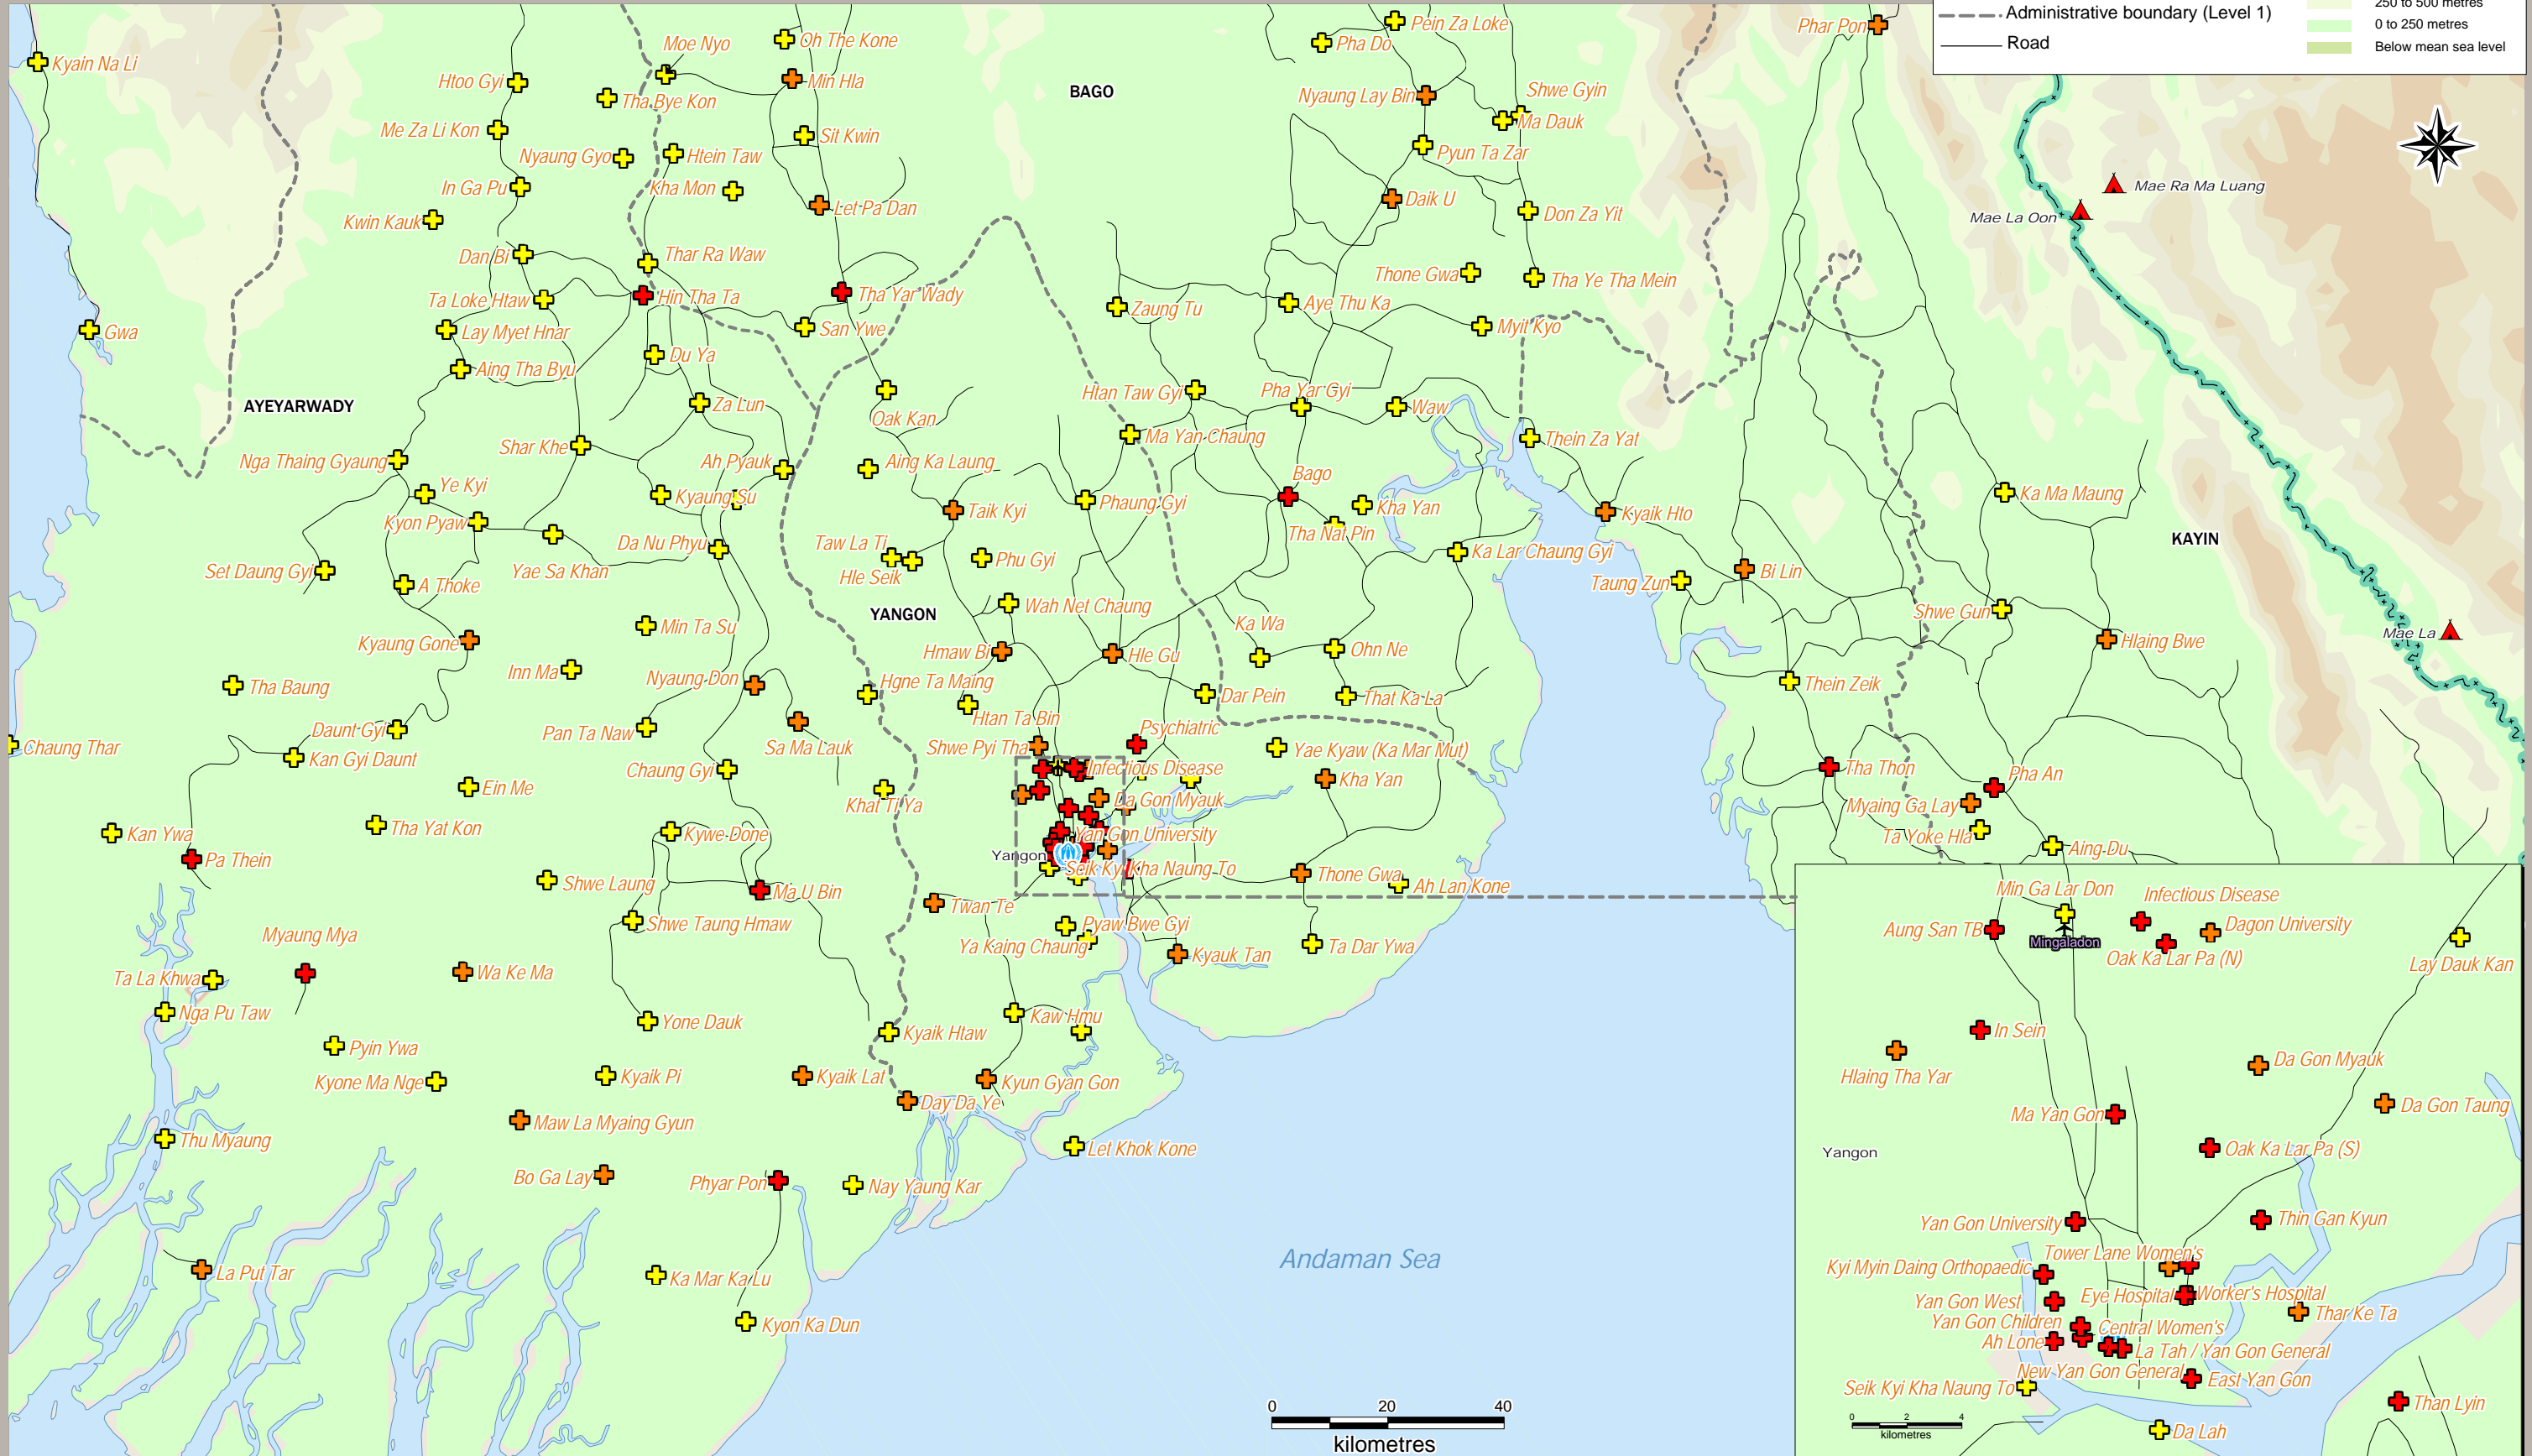 250 to 500 metres
Administrative boundary (Level 1)
0 to 250 metres
Road
Below mean sea level
Pein Za Loke
Phar Pon
Oh The Kone
Moe Nyo
Pha Do
Kyain Na Li
Htoo Gyi
Min Hla
BAGO
Shwe Gyin
Nyaung Lay Bin
Tha Bye Kon
Ma Dauk
Me Za Li Kon
Sit Kwin
Pyun Ta Zar
Nyaung Gyo
Htein Taw
In Ga Pu
Kha Mon
Mae Ra Ma Luang
Daik U
Let Pa Dan
Don Za Yit
Mae La Oon
Kwin Kauk
Dan Bi
Thar Ra Waw
Thone Gwa
Tha Ye Tha Mein
Ta Loke Htaw
Hin Tha Ta
Tha Yar Wady
Zaung Tu
Aye Thu Ka
Gwa
Lay Myet Hnar
San Ywe
Myit Kyo
Du Ya
Aing Tha Byu
Htan Taw Gyi
Pha Yar Gyi
AYEYARWADY
Za Lun
Waw
Oak Kan
Ma Yan Chaung
Thein Za Yat
Shar Khe
Nga Thaing Gyaung
Ah Pyauk
Aing Ka Laung
Bago
Ye Kyi
Kyaung Su
Phaung Gyi
Kha Yan
Ka Ma Maung
Taik Kyi
Kyaik Hto
Kyon Pyaw
Tha Nat Pin
Da Nu Phyu
Taw La Ti
KAYIN
Ka Lar Chaung Gyi
Set Daung Gyi
Yae Sa Khan
Hle Seik
Phu Gyi
Bi Lin
A Thoke
Taung Zun
Wah Net Chaung
YANGON
Shwe Gun
Ka Wa
Min Ta Su
Mae La
Kyaung Gone
Hmaw Bi
Hle Gu
Ohn Ne
Hlaing Bwe
Inn Ma
Nyaung Don
Hgne Ta Maing
Thein Zeik
Tha Baung
Dar Pein
That Ka La
Htan Ta Bin
Daunt Gyi
Pan Ta Naw
Psychiatric
Chaung Thar
Sa Ma Lauk
Shwe Pyi Tha
Yae Kyaw (Ka Mar Mut)
Kan Gyi Daunt
Chaung Gyi
Infectious Disease
Tha Thon
Pha An
Kha Yan
Ein Me
Khat Ti Ya
Da Gon Myauk
Myaing Ga Lay
Kan Ywa
Tha Yat Kon
Kywe Done
Yan Gon University
Ta Yoke Hla
Aing Du
Pa Thein
Yangon
Seik Kyi Kha Naung To
Thone Gwa
Shwe Laung
Ma U Bin
Ah Lan Kone
Min Ga Lar Don
Infectious Disease
Twan Te
Shwe Taung Hmaw
Pyaw Bwe Gyi
Dagon University
Aung San TB
Myaung Mya
Mingaladon
Ya Kaing Chaung
Ta Dar Ywa
Kyauk Tan
Oak Ka Lar Pa (N)
Lay Dauk Kan
Ta La Khwa
Wa Ke Ma
Nga Pu Taw
Yone Dauk
Kaw Hmu
Kyaik Htaw
In Sein
Pyin Ywa
Da Gon Myauk
Kyone Ma Nge
Kyaik Pi
Kyaik Lat
Kyun Gyan Gon
Hlaing Tha Yar
Day Da Ye
Da Gon Taung
Maw La Myaing Gyun
Ma Yan Gon
Thu Myaung
Let Khok Kone
Yangon
Oak Ka Lar Pa (S)
Bo Ga Lay
Phyar Pon
Nay Yaung Kar
Yan Gon University
Thin Gan Kyun
Andaman Sea
Tower Lane Women's
La Put Tar
Ka Mar Ka Lu
Kyi Myin Daing Orthopaedic
Yan Gon West
Eye Hospital
Worker's Hospital
Kyon Ka Dun
Yan Gon Children
Central Women's
Thar Ke Ta
Ah Lone
La Tah / Yan Gon General
New Yan Gon General
East Yan Gon
Seik Kyi Kha Naung To
Than Lyin
0 20 40
kilometres
0 2 4
kilometres
Da Lah